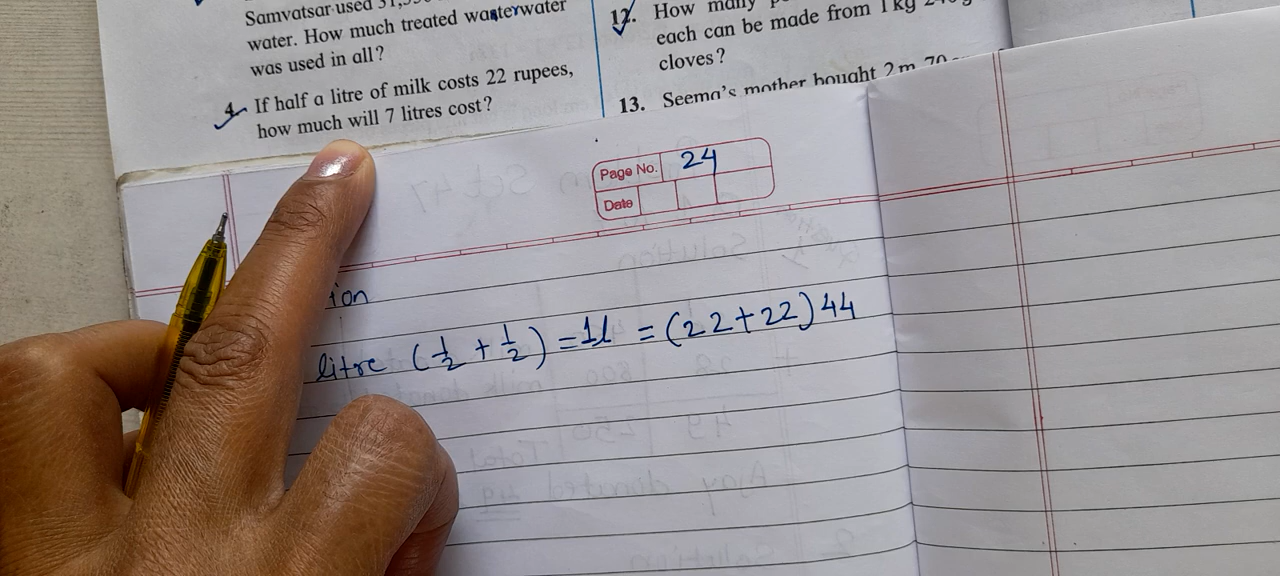 Samvatsar used
water. How much treated wasterwater
was used in all?
4. If half a litre of milk costs 22 rupees,
how much will 7 litres cost?
12. How many
each can be made from 1 kg
cloves?
13. Seema's mother bought 2 m 70
Page No. 24
Date
ion
litre (1/2 + 1/2) = 1l = (22+22) 44